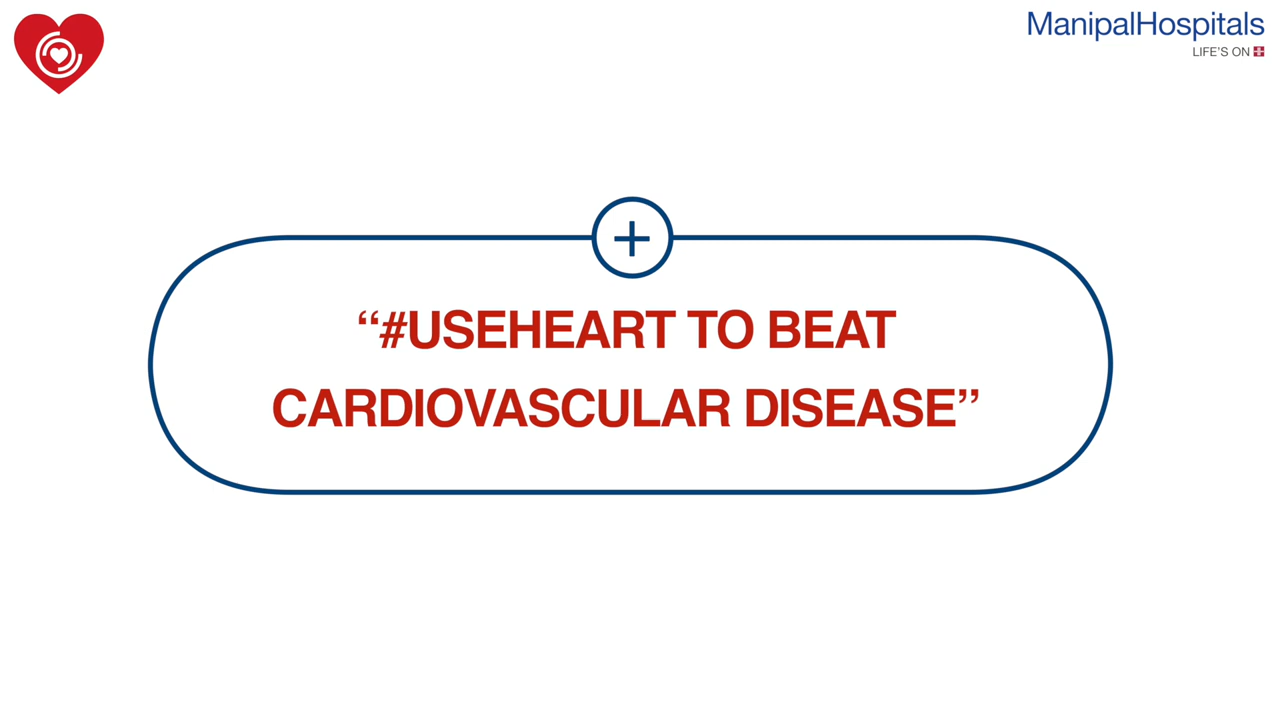 ManipalHospitals
LIFE'S ON
“#USEHEART TO BEAT
CARDIOVASCULAR DISEASE”